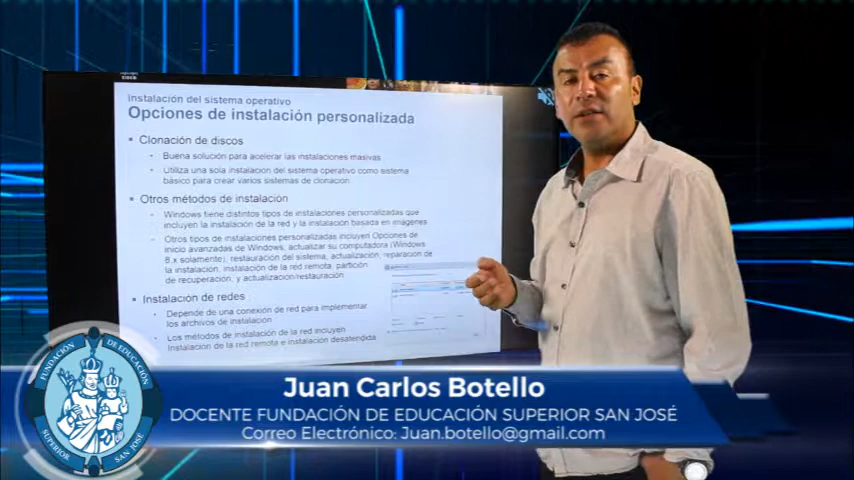 Instalación del sistema operativo
Opciones de instalación personalizada
▪ Clonación de discos
• Buena solución para acelerar las instalaciones masivas
• Utiliza una sola instalación del sistema operativo como sistema
básico para crear varios sistemas de clonación.
▪ Otros métodos de instalación
• Windows tiene distintos tipos de instalaciones personalizadas que
incluyen la instalación de la red y la instalación basada en imágenes
• Otros tipos de instalaciones personalizadas incluyen Opciones de
inicio avanzadas de Windows, actualizar su computadora (Windows
8.x solamente), restauración del sistema, actualización, reparación de
la instalación, instalación de la red remota, partición
de recuperación, y actualización/restauración.
▪ Instalación de redes
• Depende de una conexión de red para implementar
los archivos de instalación
• Los métodos de instalación de la red incluyen
Instalación de la red remota e instalación desatendida
Juan Carlos Botello
DOCENTE FUNDACIÓN DE EDUCACIÓN SUPERIOR SAN JOSÉ
Correo Electrónico: Juan.botello@gmail.com
FUNDACIÓN DE EDUCACIÓN
SUPERIOR SAN JOSÉ